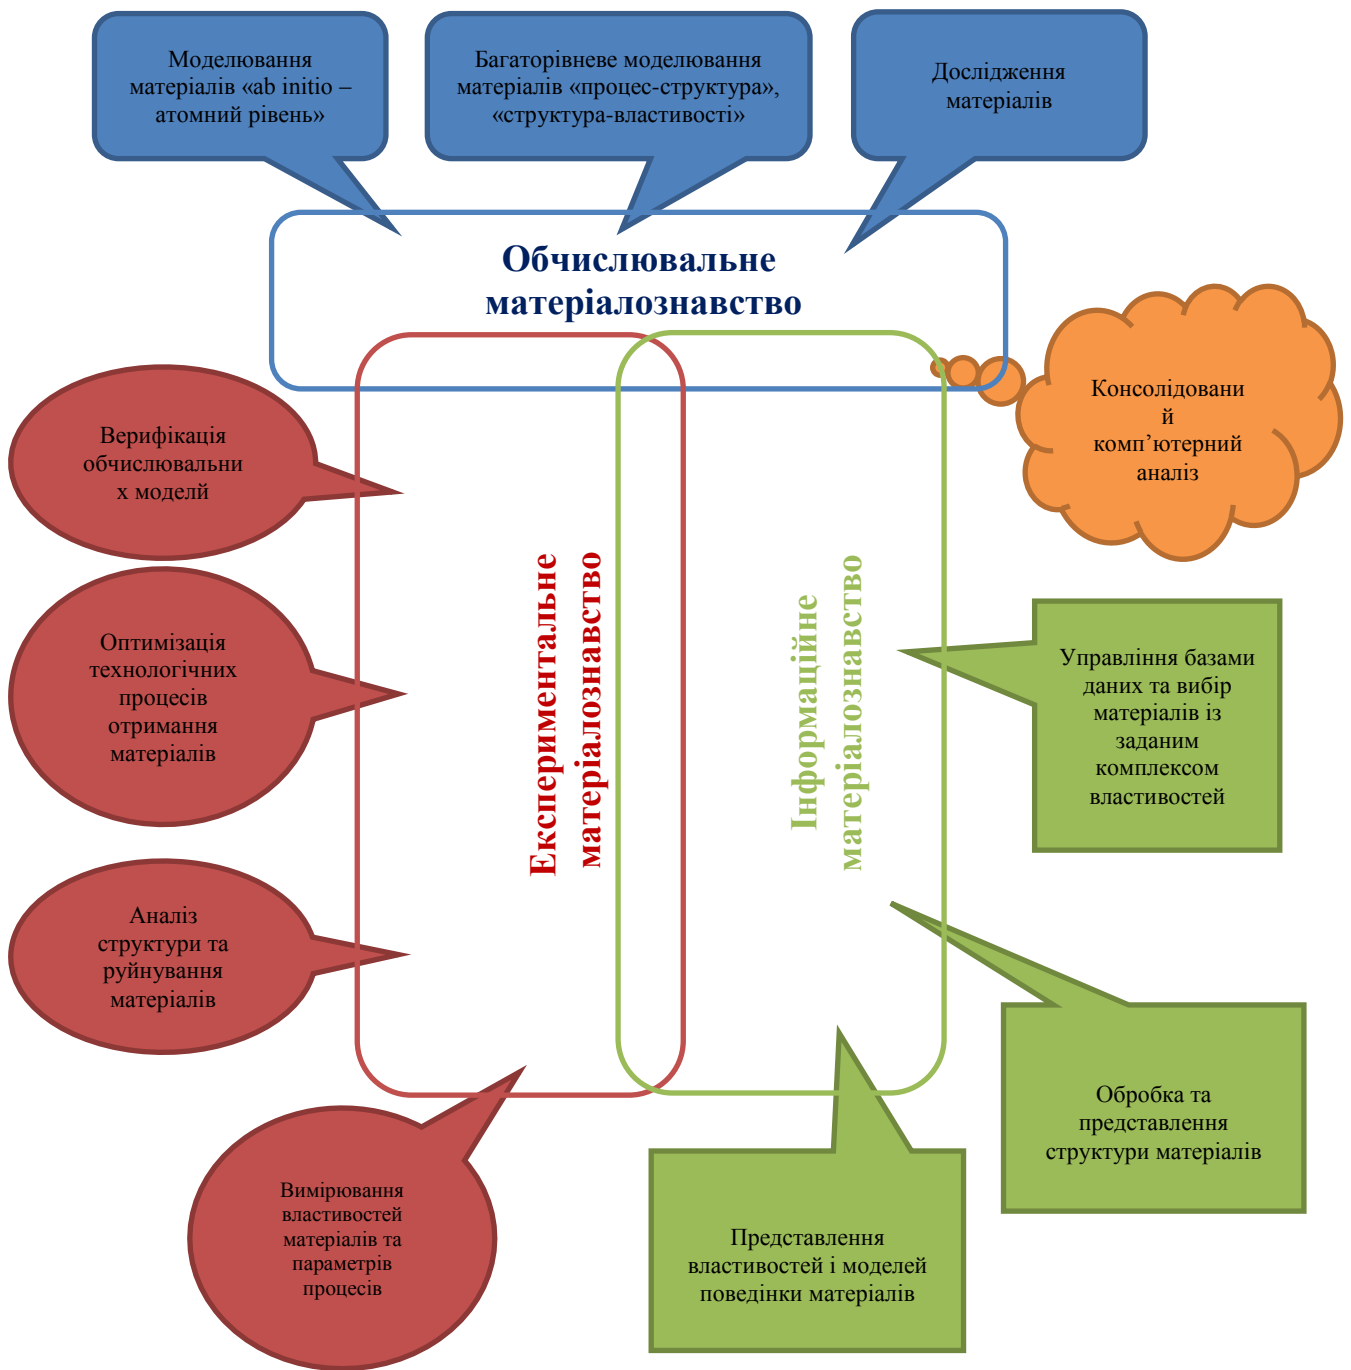 Моделювання
матеріалів «ab initio –
атомний рівень»
Багаторівневе моделювання
матеріалів «процес-структура»,
«структура-властивості»
Дослідження
матеріалів
Обчислювальне
матеріалознавство
Консолідовани
й
комп’ютерний
аналіз
Верифікація
обчислювальни
х моделй
Оптимізація
технологічних
процесів
отримання
матеріалів
Аналіз
структури та
руйнування
матеріалів
Вимірювання
властивостей
матеріалів та
параметрів
процесів
Експериментальне
матеріалознавство
Інформаційне
матеріалознавство
Управління базами
даних та вибір
матеріалів із
заданим
комплексом
властивостей
Обробка та
представлення
структури матеріалів
Представлення
властивостей і моделей
поведінки матеріалів